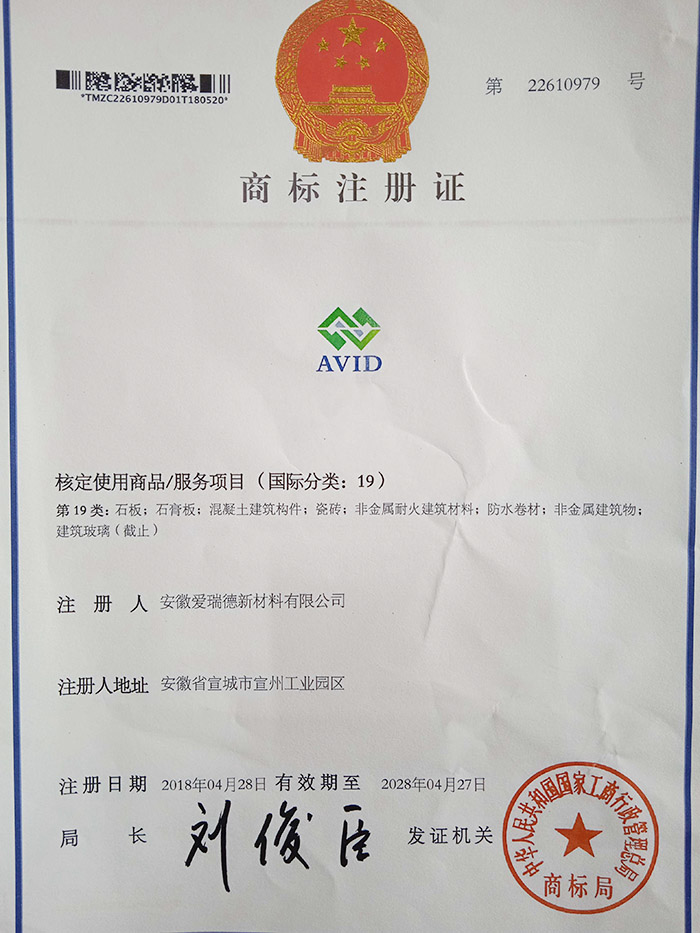 *TMZC22610979D01T180520*
第 22610979 号
商标注册证
AVID
核定使用商品/服务项目（国际分类：19）
第 19 类：石板；石膏板；混凝土建筑构件；瓷砖；非金属耐火建筑材料；防水卷材；非金属建筑物；
建筑玻璃（截止）
注 册 人 安徽爱瑞德新材料有限公司
注册人地址 安徽省宣城市宣州工业园区
注册日期 2018年04月28日 有效期至 2028年04月27日
局 长 刘俊臣 发证机关
中华人民共和国国家工商行政管理总局
商标局